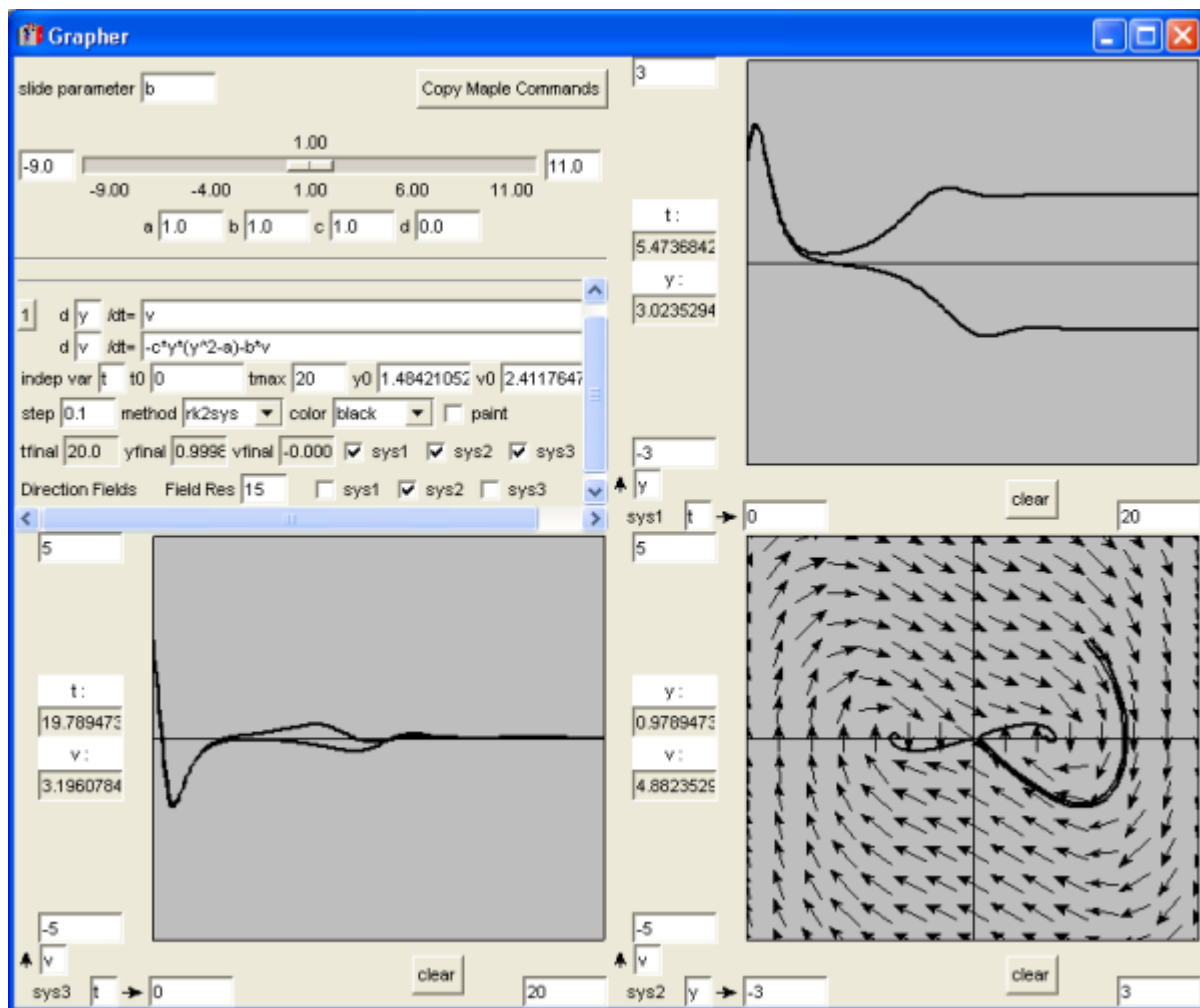 Grapher
slide parameter b
Copy Maple Commands
1.00
-9.0 11.0
-9.00 -4.00 1.00 6.00 11.00
a 1.0 b 1.0 c 1.0 d 0.0
1 d y /dt= v
d v /dt= -c*y*(y^2-a)-b*v
indep var t t0 0 tmax 20 y0 1.48421052 v0 2.4117647
step 0.1 method rk2sys color black paint
tfinal 20.0 yfinal 0.9998 vfinal -0.000 sys1 sys2 sys3
Direction Fields Field Res 15 sys1 sys2 sys3
3
t :
5.4736842
y :
3.0235294
-3
y
clear
sys1 t 0 20
5
t :
19.789473
v :
3.1960784
-5
v
clear
sys3 t 0 20
5
y :
0.9789473
v :
4.8823529
-5
v
clear
sys2 y -3 3